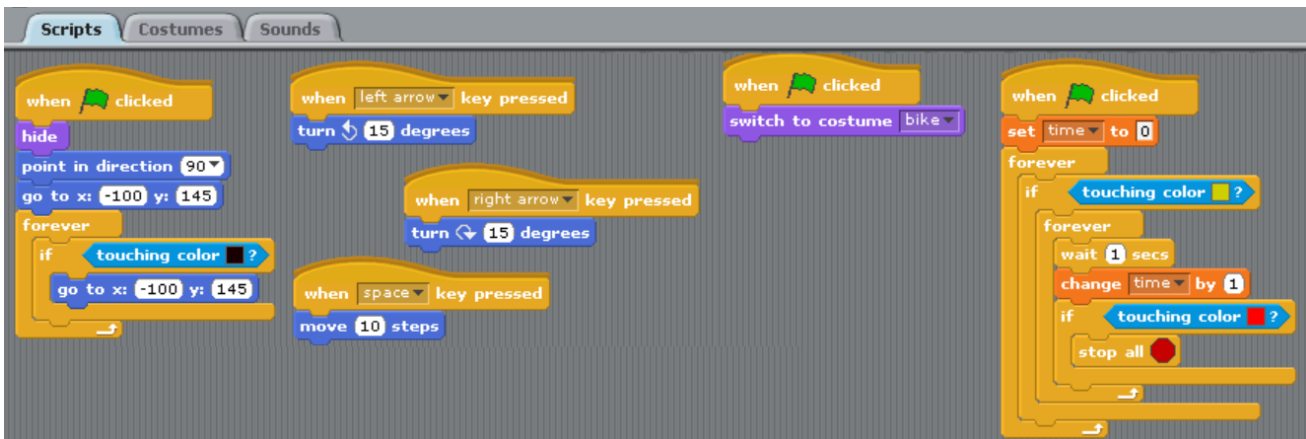 Scripts Costumes Sounds
when clicked
hide
point in direction 90
go to x: -100 y: 145
forever
if touching color ?
go to x: -100 y: 145
when left arrow key pressed
turn 15 degrees
when right arrow key pressed
turn 15 degrees
when space key pressed
move 10 steps
when clicked
switch to costume bike
when clicked
set time to 0
forever
if touching color ?
forever
wait 1 secs
change time by 1
if touching color ?
stop all